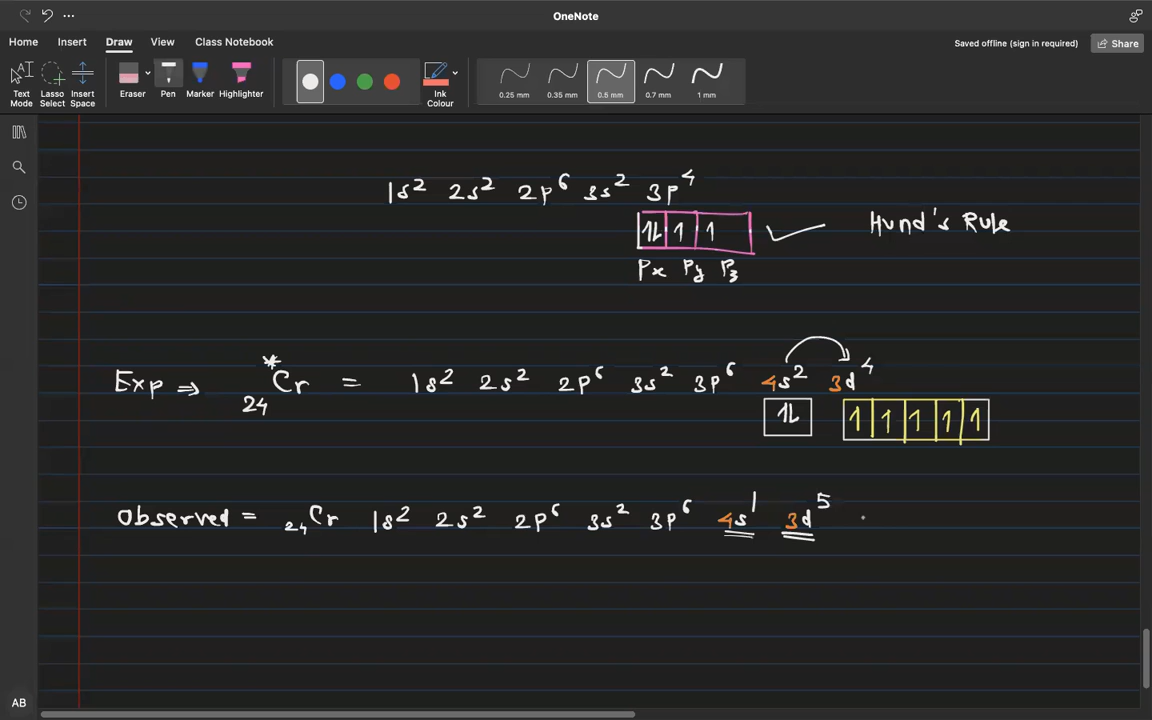 OneNote
Home Insert Draw View Class Notebook
Saved offline (sign in required) Share
Text Mode Lasso Select Insert Space Eraser Pen Marker Highlighter Ink Colour 0.25 mm 0.35 mm 0.5 mm 0.7 mm 1 mm
1s² 2s² 2p⁶ 3s² 3p⁴
1L 1 1 Hund's Rule
Px Py Pz
Exp ⇒ ₂₄*Cr = 1s² 2s² 2p⁶ 3s² 3p⁶ 4s² 3d⁴
1L 1 1 1 1 1
Observed = ₂₄Cr 1s² 2s² 2p⁶ 3s² 3p⁶ 4s¹ 3d⁵
AB